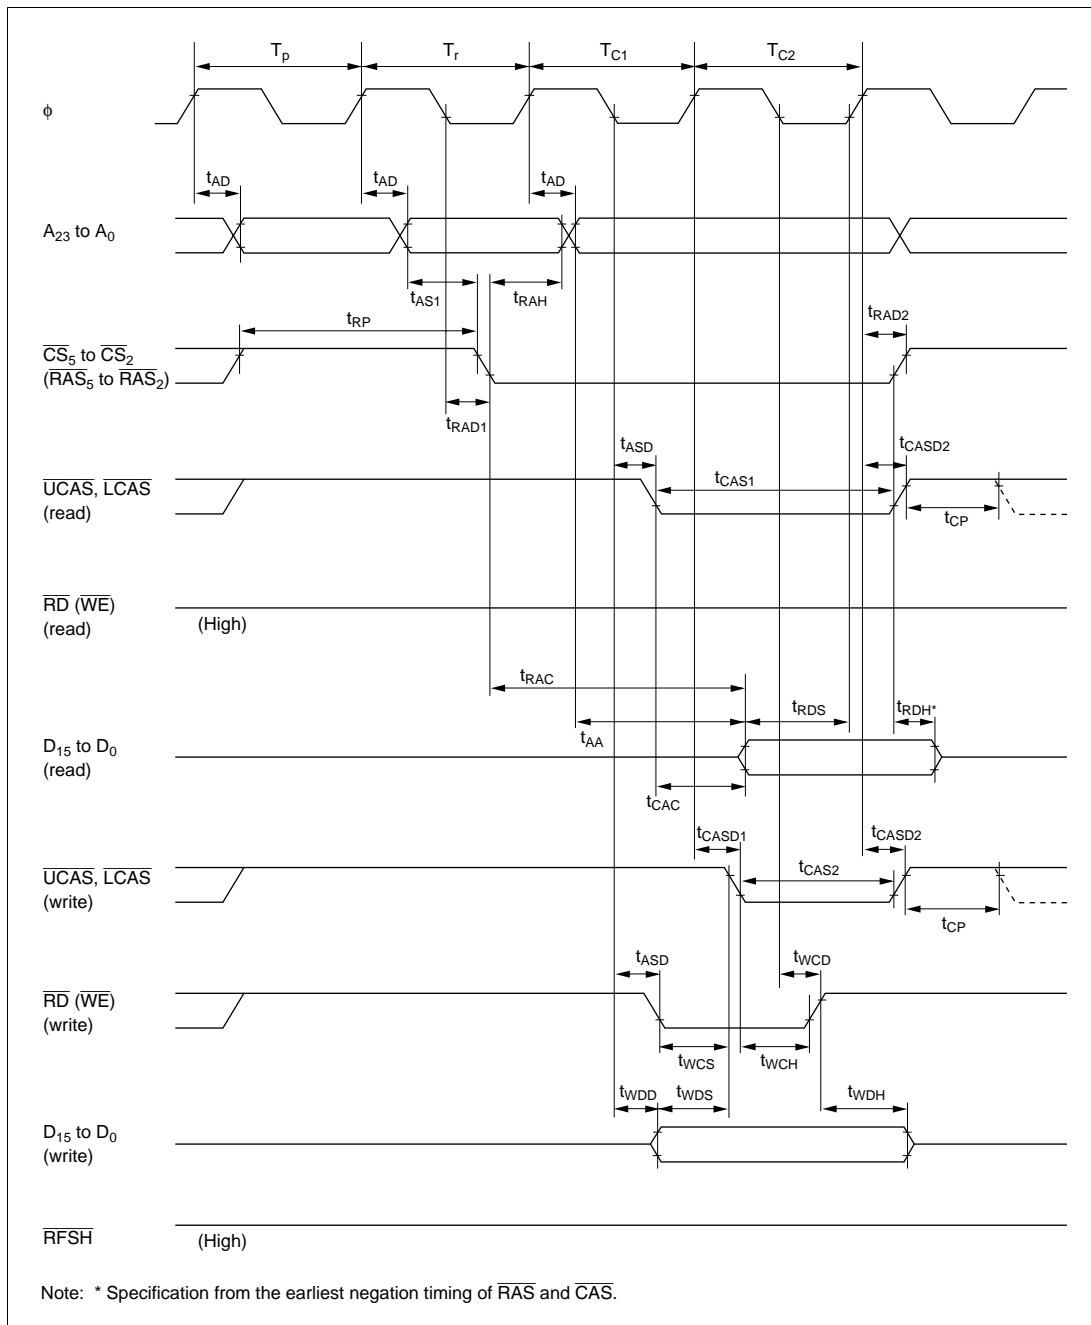 Tp Tr TC1 TC2
ϕ
tAD tAD tAD
A23 to A0
tAS1 tRAH
tRP tRAD2
CS5 to CS2
(RAS5 to RAS2)
tRAD1
tASD tCASD2
UCAS, LCAS
(read)
tCAS1
tCP
RD (WE)
(read)
(High)
tRAC
tRDS tRDH*
tAA
D15 to D0
(read)
tCAC
tCASD1 tCASD2
UCAS, LCAS
(write)
tCAS2
tCP
tASD tWCD
RD (WE)
(write)
tWCS tWCH
tWDD tWDS tWDH
D15 to D0
(write)
RFSH
(High)
Note: * Specification from the earliest negation timing of RAS and CAS.